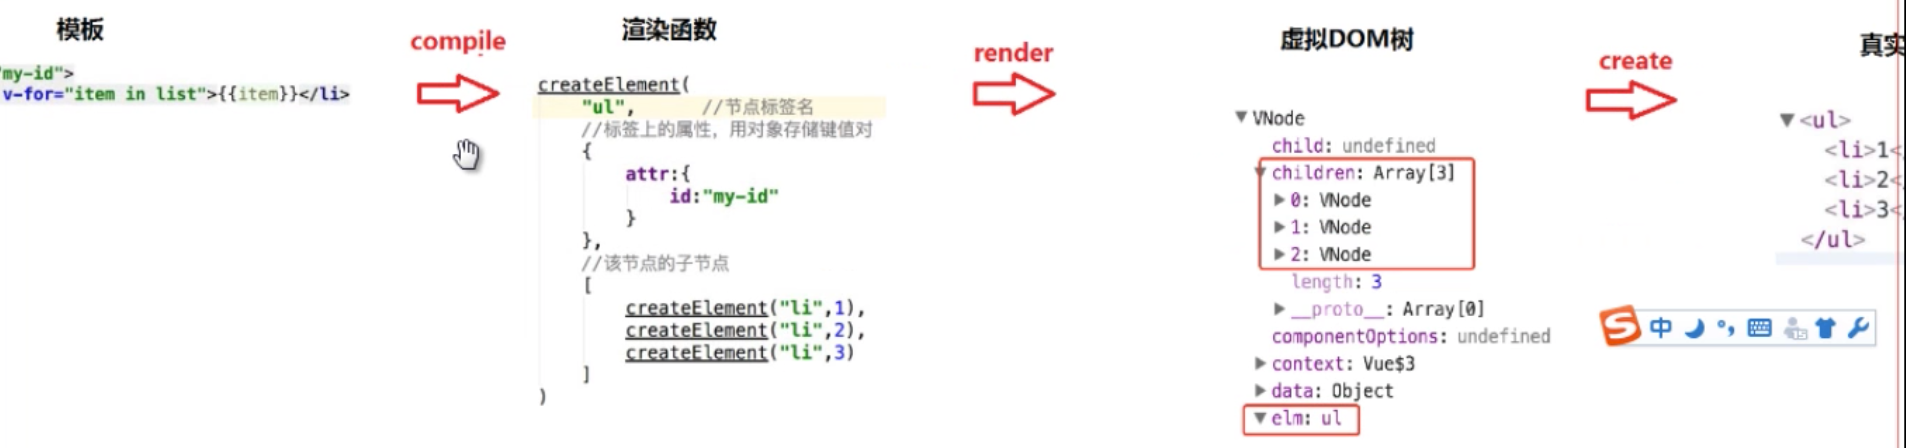 模板
"my-id">
v-for="item in list">{{item}}</li>
compile
渲染函数
createElement(
"ul", //节点标签名
//标签上的属性，用对象存储键值对
{
attr:{
id:"my-id"
}
},
//该节点的子节点
[
createElement("li",1),
createElement("li",2),
createElement("li",3)
]
)
render
虚拟DOM树
▼ VNode
child: undefined
▼ children: Array[3]
▶ 0: VNode
▶ 1: VNode
▶ 2: VNode
length: 3
▶ __proto__: Array[0]
componentOptions: undefined
▶ context: Vue$3
▶ data: Object
▼ elm: ul
create
真实
▼<ul>
<li>1<
<li>2<
<li>3<
</ul>
S 中